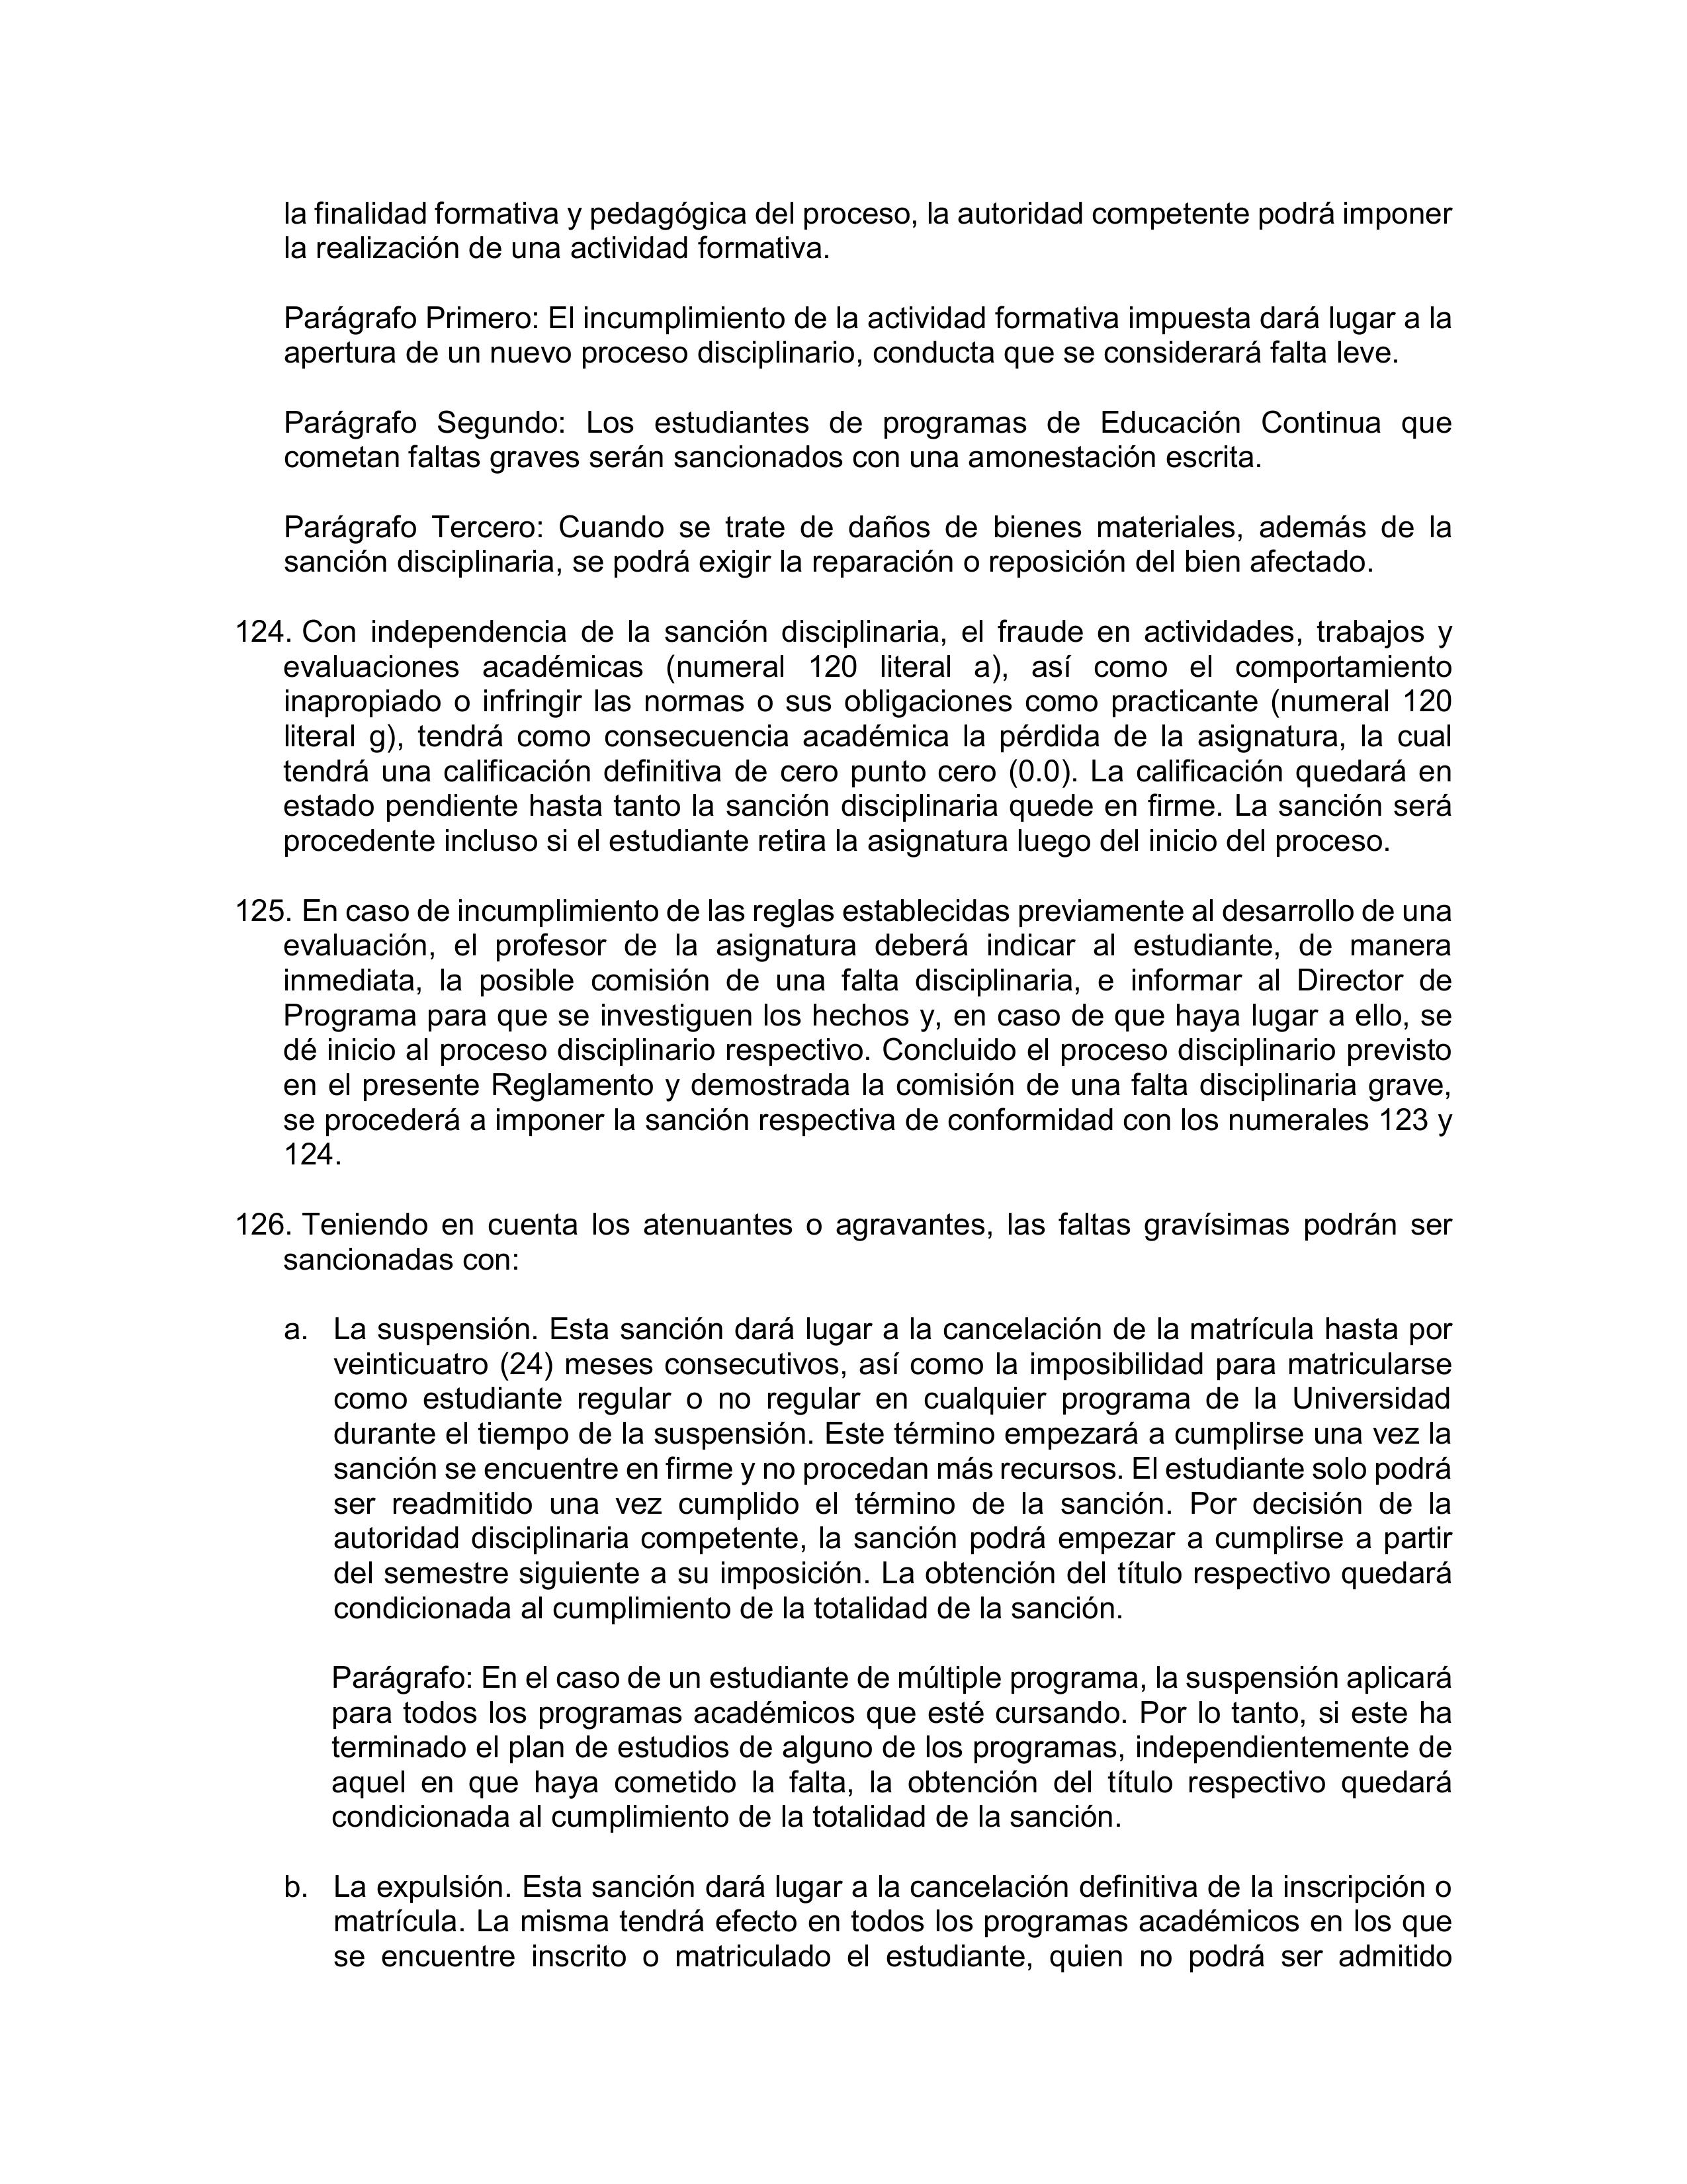 la finalidad formativa y pedagógica del proceso, la autoridad competente podrá imponer
la realización de una actividad formativa.
Parágrafo Primero: El incumplimiento de la actividad formativa impuesta dará lugar a la
apertura de un nuevo proceso disciplinario, conducta que se considerará falta leve.
Parágrafo Segundo: Los estudiantes de programas de Educación Continua que
cometan faltas graves serán sancionados con una amonestación escrita.
Parágrafo Tercero: Cuando se trate de daños de bienes materiales, además de la
sanción disciplinaria, se podrá exigir la reparación o reposición del bien afectado.
124. Con independencia de la sanción disciplinaria, el fraude en actividades, trabajos y
evaluaciones académicas (numeral 120 literal a), así como el comportamiento
inapropiado o infringir las normas o sus obligaciones como practicante (numeral 120
literal g), tendrá como consecuencia académica la pérdida de la asignatura, la cual
tendrá una calificación definitiva de cero punto cero (0.0). La calificación quedará en
estado pendiente hasta tanto la sanción disciplinaria quede en firme. La sanción será
procedente incluso si el estudiante retira la asignatura luego del inicio del proceso.
125. En caso de incumplimiento de las reglas establecidas previamente al desarrollo de una
evaluación, el profesor de la asignatura deberá indicar al estudiante, de manera
inmediata, la posible comisión de una falta disciplinaria, e informar al Director de
Programa para que se investiguen los hechos y, en caso de que haya lugar a ello, se
dé inicio al proceso disciplinario respectivo. Concluido el proceso disciplinario previsto
en el presente Reglamento y demostrada la comisión de una falta disciplinaria grave,
se procederá a imponer la sanción respectiva de conformidad con los numerales 123 y
124.
126. Teniendo en cuenta los atenuantes o agravantes, las faltas gravísimas podrán ser
sancionadas con:
a. La suspensión. Esta sanción dará lugar a la cancelación de la matrícula hasta por
veinticuatro (24) meses consecutivos, así como la imposibilidad para matricularse
como estudiante regular o no regular en cualquier programa de la Universidad
durante el tiempo de la suspensión. Este término empezará a cumplirse una vez la
sanción se encuentre en firme y no procedan más recursos. El estudiante solo podrá
ser readmitido una vez cumplido el término de la sanción. Por decisión de la
autoridad disciplinaria competente, la sanción podrá empezar a cumplirse a partir
del semestre siguiente a su imposición. La obtención del título respectivo quedará
condicionada al cumplimiento de la totalidad de la sanción.
Parágrafo: En el caso de un estudiante de múltiple programa, la suspensión aplicará
para todos los programas académicos que esté cursando. Por lo tanto, si este ha
terminado el plan de estudios de alguno de los programas, independientemente de
aquel en que haya cometido la falta, la obtención del título respectivo quedará
condicionada al cumplimiento de la totalidad de la sanción.
b. La expulsión. Esta sanción dará lugar a la cancelación definitiva de la inscripción o
matrícula. La misma tendrá efecto en todos los programas académicos en los que
se encuentre inscrito o matriculado el estudiante, quien no podrá ser admitido